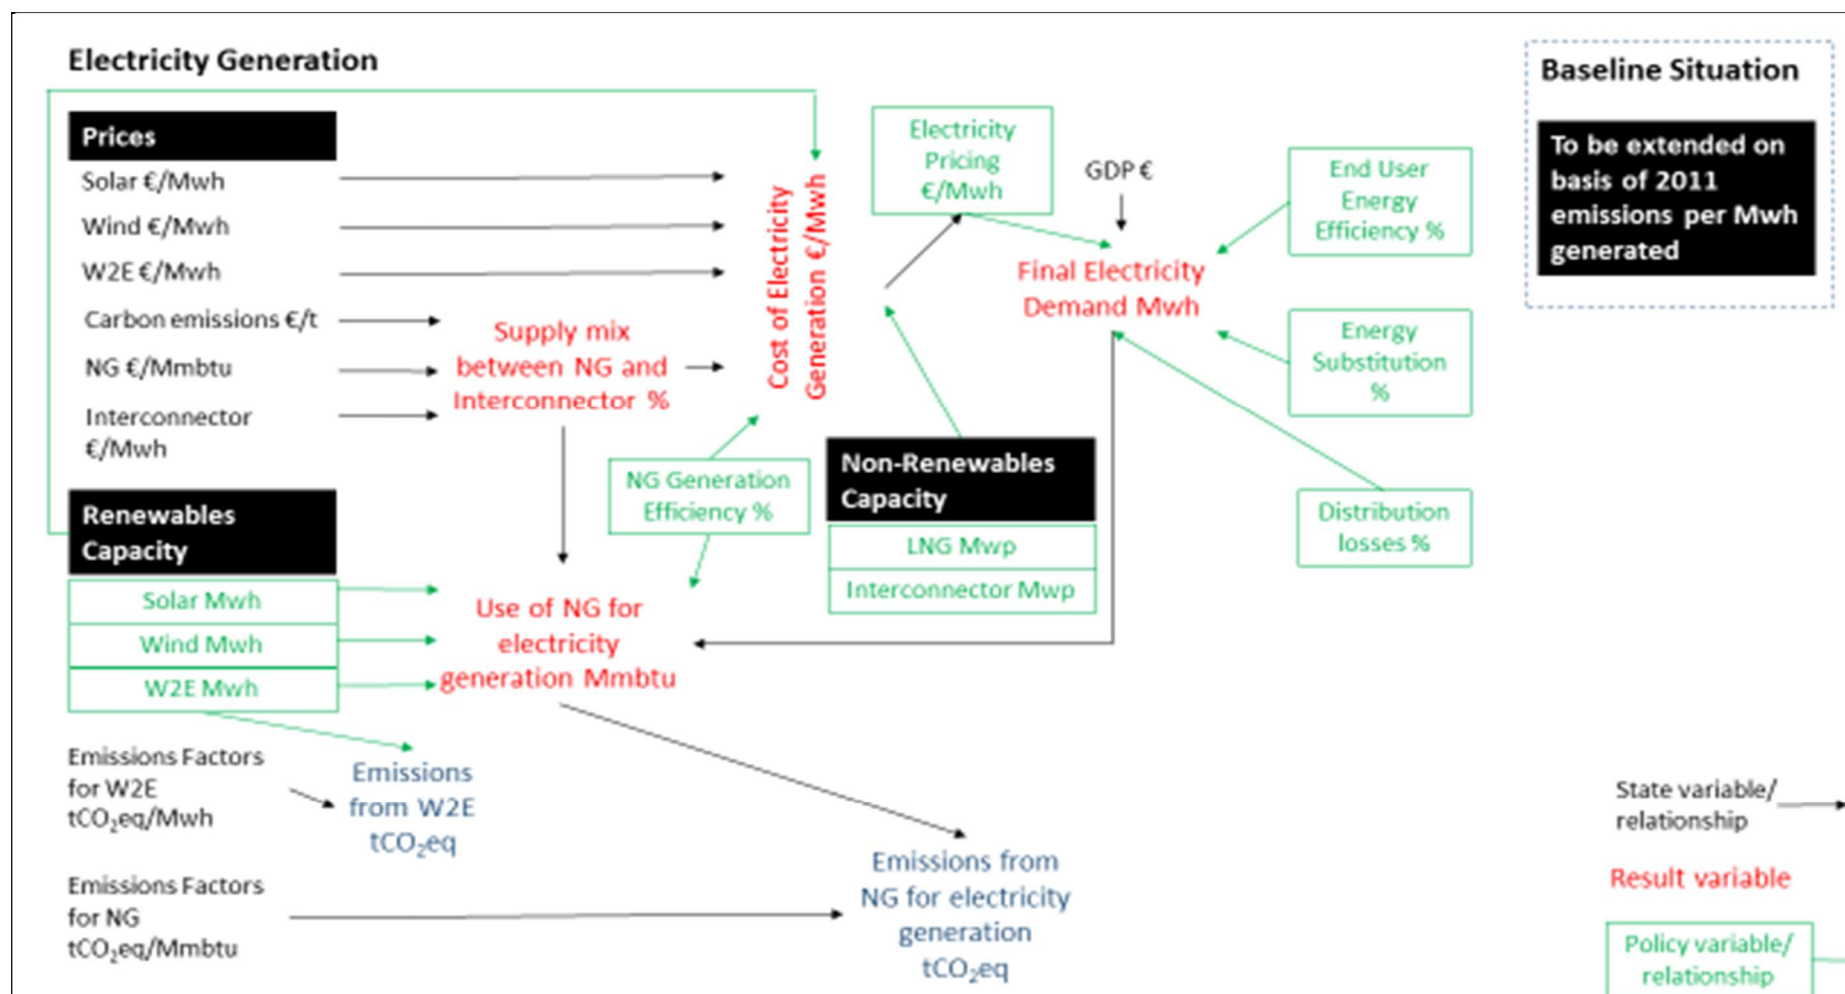 Electricity Generation
Prices
Solar €/Mwh
Wind €/Mwh
W2E €/Mwh
Carbon emissions €/t
NG €/Mmbtu
Interconnector
€/Mwh
Supply mix
between NG and
Interconnector %
Cost of Electricity
Generation €/Mwh
Electricity
Pricing
€/Mwh
GDP €
Final Electricity
Demand Mwh
End User
Energy
Efficiency %
Energy
Substitution
%
Distribution
losses %
Baseline Situation
To be extended on
basis of 2011
emissions per Mwh
generated
Renewables
Capacity
Solar Mwh
Wind Mwh
W2E Mwh
NG Generation
Efficiency %
Non-Renewables
Capacity
LNG Mwp
Interconnector Mwp
Use of NG for
electricity
generation Mmbtu
Emissions Factors
for W2E
tCO₂eq/Mwh
Emissions
from W2E
tCO₂eq
Emissions Factors
for NG
tCO₂eq/Mmbtu
Emissions from
NG for electricity
generation
tCO₂eq
State variable/
relationship
Result variable
Policy variable/
relationship